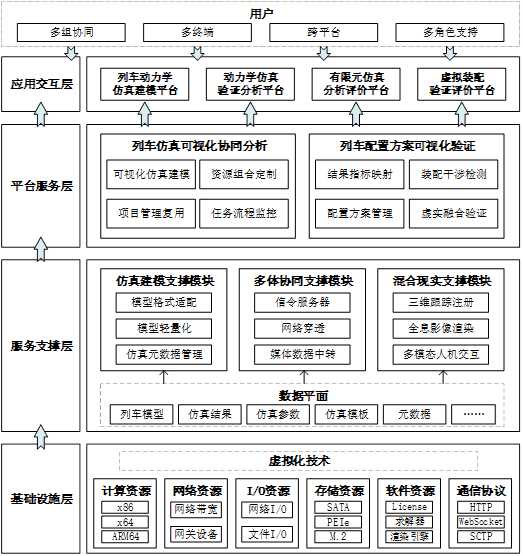 用户
多组协同 多终端 跨平台 多角色支持
应用交互层
列车动力学 动力学仿真 有限元仿真 虚拟装配
仿真建模平台 验证分析平台 分析评价平台 验证评价平台
平台服务层
列车仿真可视化协同分析 列车配置方案可视化验证
可视化仿真建模 资源组合定制 结果指标映射 装配干涉检测
项目管理复用 任务流程监控 配置方案管理 虚实融合验证
服务支撑层
仿真建模支撑模块 多体协同支撑模块 混合现实支撑模块
模型格式适配 信令服务器 三维跟踪注册
模型轻量化 网络穿透 全息影像渲染
仿真元数据管理 媒体数据中转 多模态人机交互
数据平面
列车模型 仿真结果 仿真参数 仿真模板 元数据 ……
基础设施层
虚拟化技术
计算资源 网络资源 I/O资源 存储资源 软件资源 通信协议
x86 网络带宽 网络I/O SATA License HTTP
x64 PEIe 求解器 WebSocket
ARM64 网关设备 文件I/O M.2 渲染引擎 SCTP